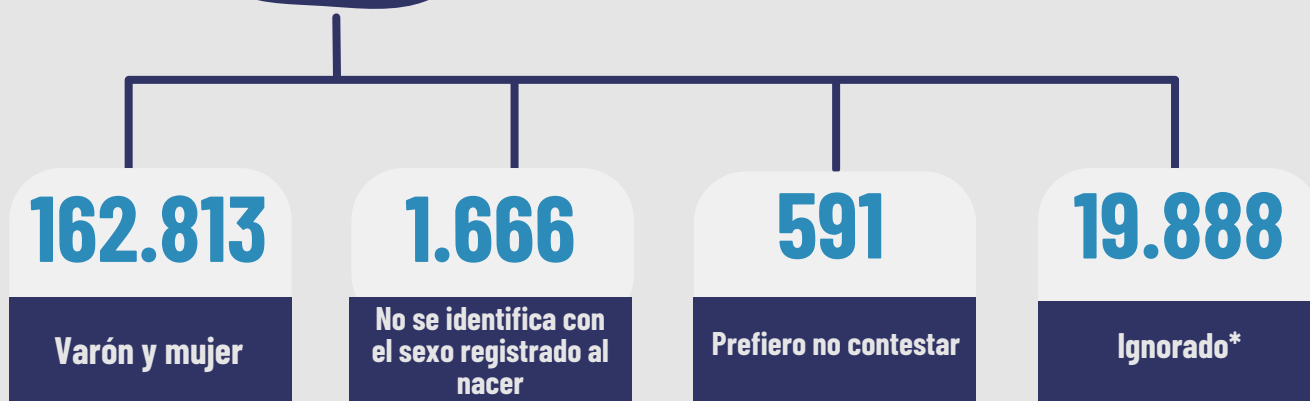 162.813
1.666
591
19.888
Varón y mujer
No se identifica con
el sexo registrado al
nacer
Prefiero no contestar
Ignorado*